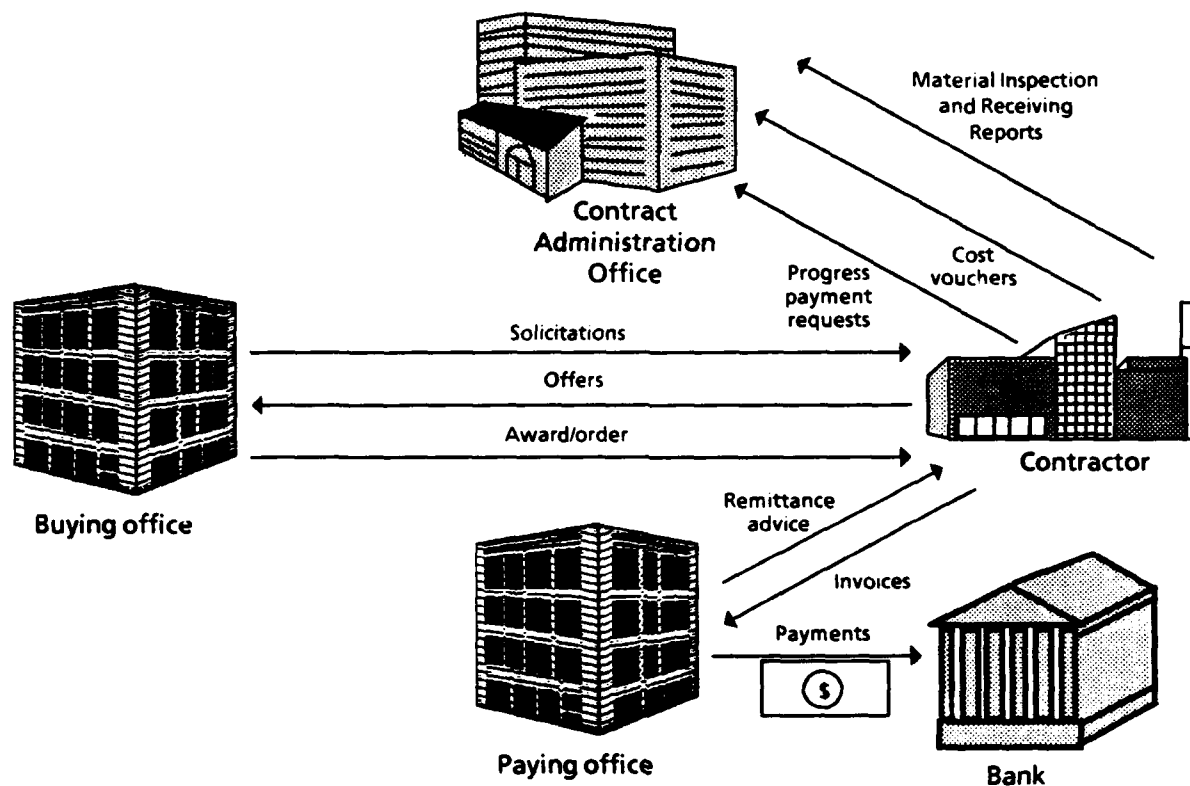 Material Inspection
and Receiving
Reports
Contract
Administration
Office
Cost
vouchers
Progress
payment
requests
Solicitations
Offers
Award/order
Contractor
Buying office
Remittance
advice
Invoices
Payments
$
Paying office
Bank